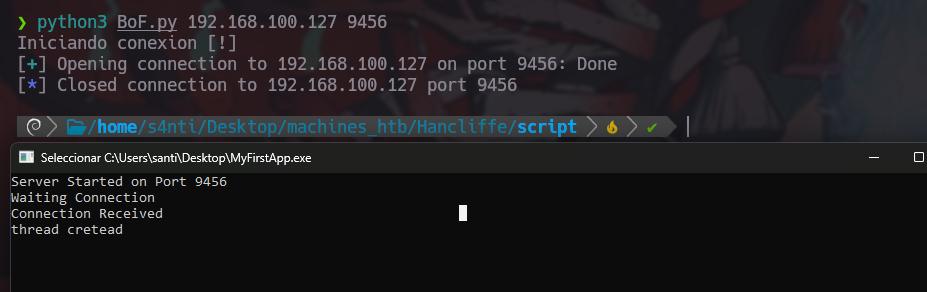 ❯ python3 BoF.py 192.168.100.127 9456
Iniciando conexion [!]
[+] Opening connection to 192.168.100.127 on port 9456: Done
[*] Closed connection to 192.168.100.127 port 9456
/home/s4nti/Desktop/machines_htb/Hancliffe/script
Seleccionar C:\Users\santi\Desktop\MyFirstApp.exe
Server Started on Port 9456
Waiting Connection
Connection Received
thread cretead